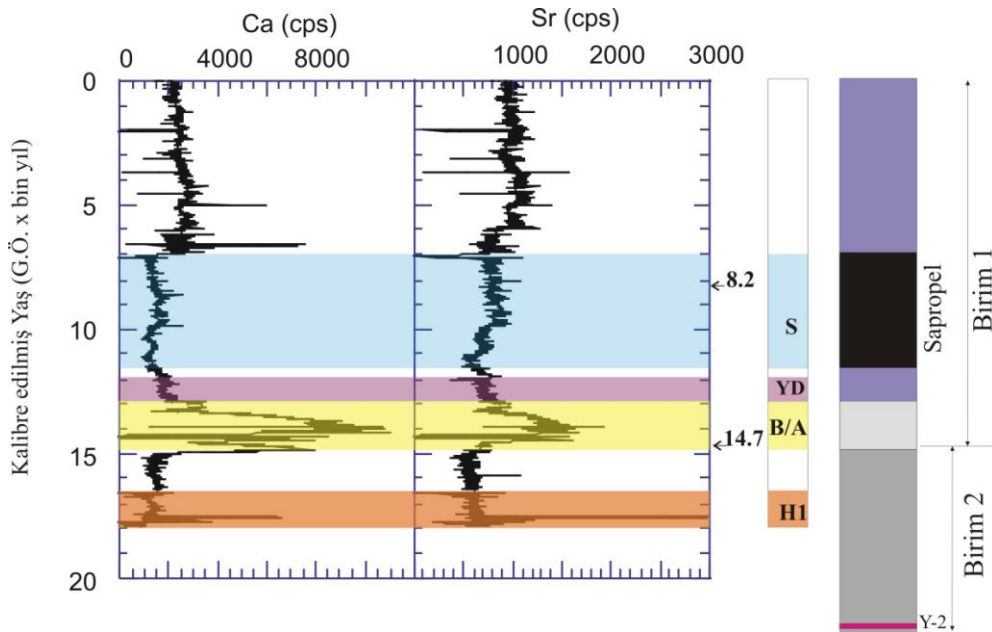 Ca (cps)
Sr (cps)
0 4000 8000
1000 2000 3000
Kalibre edilmiş Yaş (G.Ö. x bin yıl)
0
5
10
15
20
8.2
14.7
S
YD
B/A
H1
Sapropel
Birim 1
Birim 2
Y-2